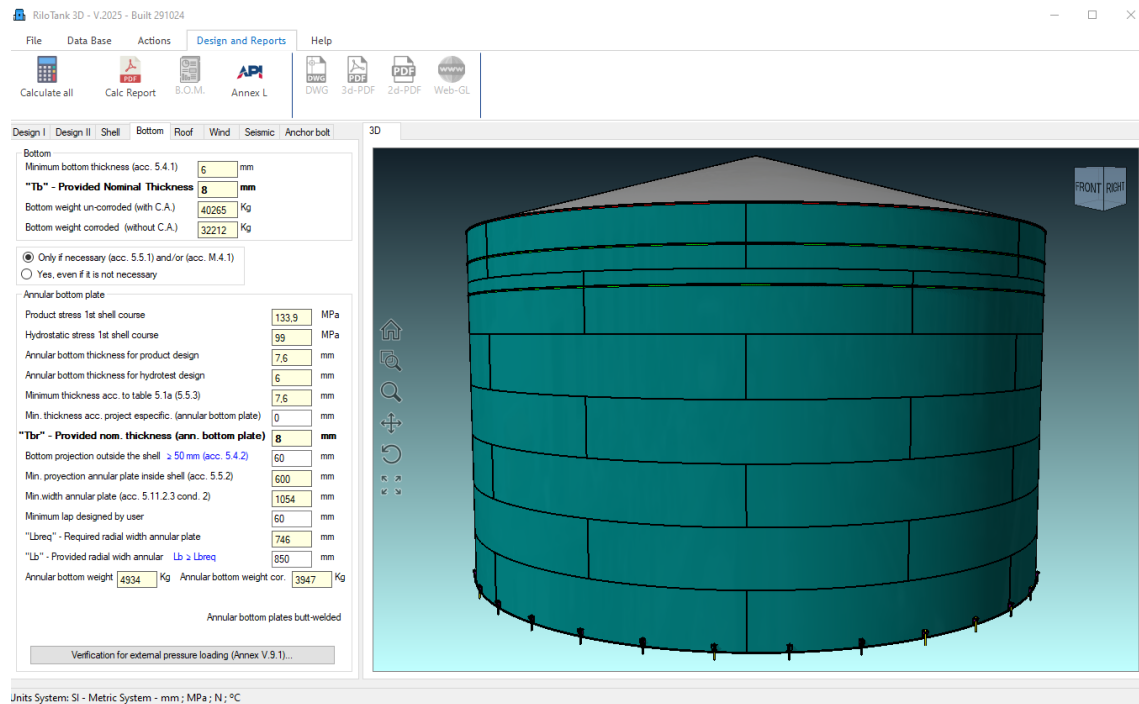 RiloTank 3D - V.2025 - Built 291024
File Data Base Actions Design and Reports Help
Calculate all
PDF
Calc Report
B.O.M.
API
Annex L
DWG
DWG
PDF
3d-PDF
PDF
2d-PDF
www
Web-GL
Design I Design II Shell Bottom Roof Wind Seismic Anchor bolt
3D
Bottom
Minimum bottom thickness (acc. 5.4.1) 6 mm
"Tb" - Provided Nominal Thickness 8 mm
Bottom weight un-corroded (with C.A.) 40265 Kg
Bottom weight corroded (without C.A.) 32212 Kg
Only if necessary (acc. 5.5.1) and/or (acc. M.4.1)
Yes, even if it is not necessary
Annular bottom plate
Product stress 1st shell course 133,9 MPa
Hydrostatic stress 1st shell course 99 MPa
Annular bottom thickness for product design 7,6 mm
Annular bottom thickness for hydrotest design 6 mm
Minimum thickness acc. to table 5.1a (5.5.3) 7,6 mm
Min. thickness acc. project especific. (annular bottom plate) 0 mm
"Tbr" - Provided nom. thickness (ann. bottom plate) 8 mm
Bottom projection outside the shell ≥ 50 mm (acc. 5.4.2) 60 mm
Min. proyection annular plate inside shell (acc. 5.5.2) 600 mm
Min.width annular plate (acc. 5.11.2.3 cond. 2) 1054 mm
Minimum lap designed by user 60 mm
"Lbreq" - Required radial width annular plate 746 mm
"Lb" - Provided radial widh annular Lb ≥ Lbreq 850 mm
Annular bottom weight 4934 Kg Annular bottom weight cor. 3947 Kg
Annular bottom plates butt-welded
Verification for external pressure loading (Annex V.9.1)...
FRONT RIGHT
Units System: SI - Metric System - mm ; MPa ; N ; ºC